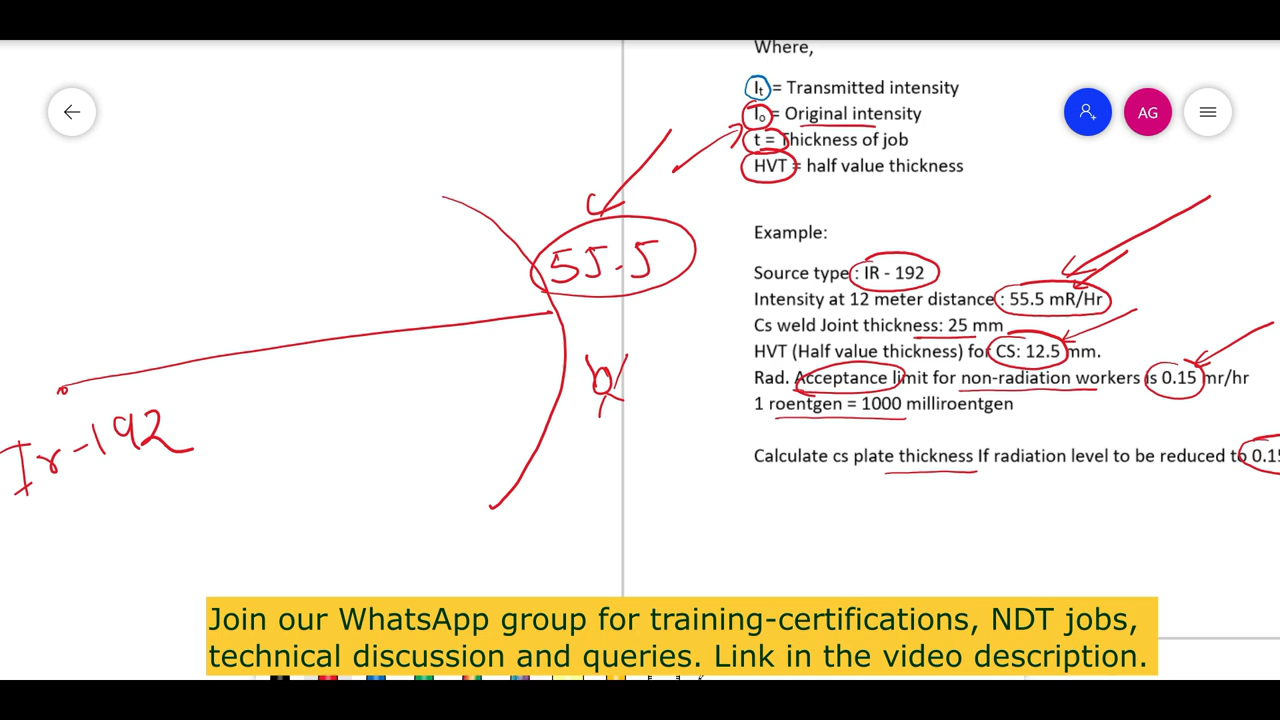 Where,
It = Transmitted intensity
Io = Original intensity
t = Thickness of job
HVT = half value thickness
AG
55.5
Example:
Source type : IR - 192
Intensity at 12 meter distance : 55.5 mR/Hr
Cs weld Joint thickness: 25 mm
HVT (Half value thickness) for CS: 12.5 mm.
Rad. Acceptance limit for non-radiation workers is 0.15 mr/hr
1 roentgen = 1000 milliroentgen
Calculate cs plate thickness If radiation level to be reduced to 0.15
Ir-192
Join our WhatsApp group for training-certifications, NDT jobs,
technical discussion and queries. Link in the video description.